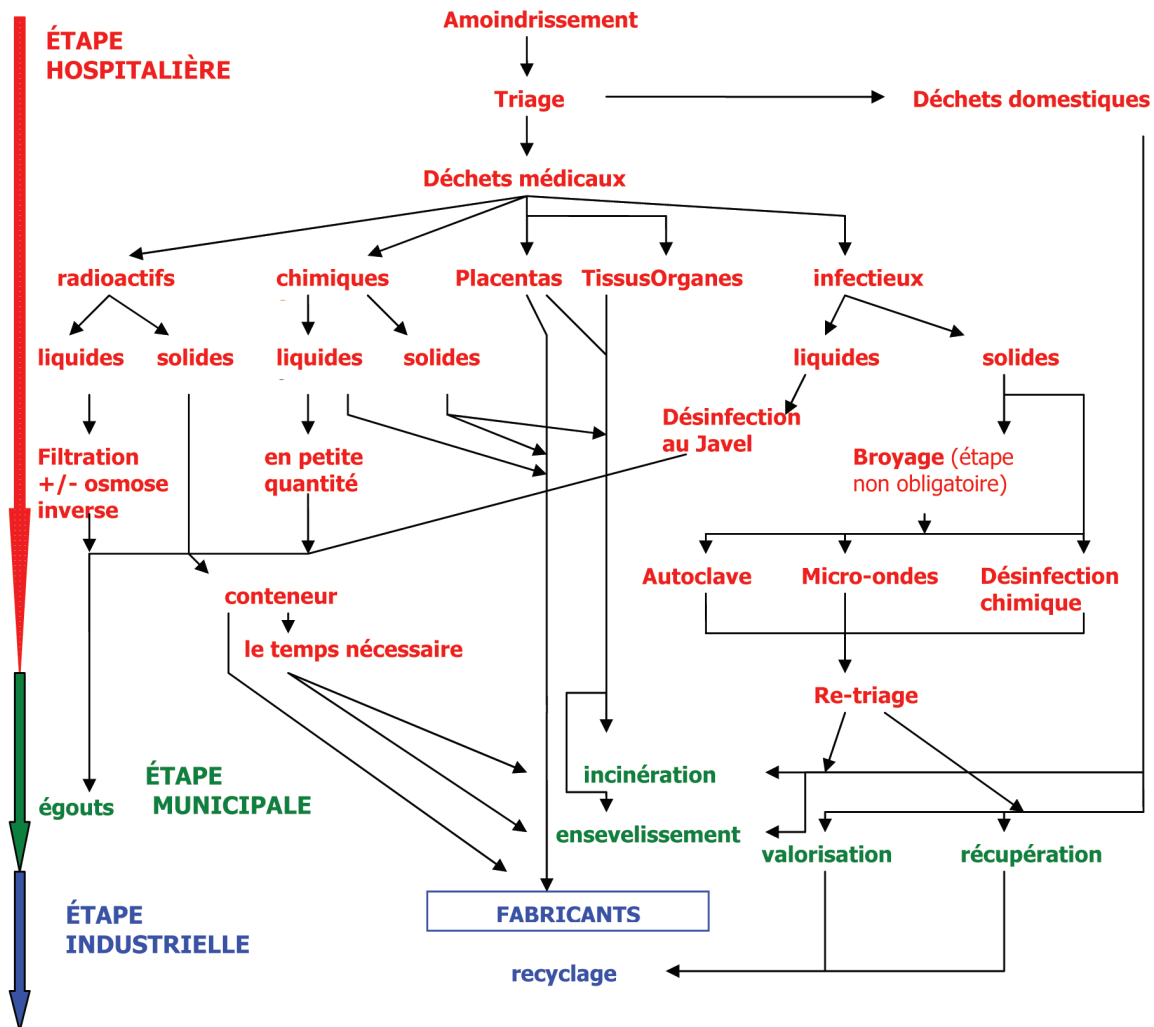 Amoindrissement
ÉTAPE
HOSPITALIÈRE
Triage
Déchets domestiques
Déchets médicaux
radioactifs
chimiques
Placentas
TissusOrganes
infectieux
liquides
solides
liquides
solides
liquides
solides
Filtration
+/- osmose
inverse
en petite
quantité
Désinfection
au Javel
Broyage (étape
non obligatoire)
Autoclave
Micro-ondes
Désinfection
chimique
conteneur
le temps nécessaire
Re-triage
ÉTAPE
MUNICIPALE
égouts
incinération
ensevelissement
valorisation
récupération
ÉTAPE
INDUSTRIELLE
FABRICANTS
recyclage